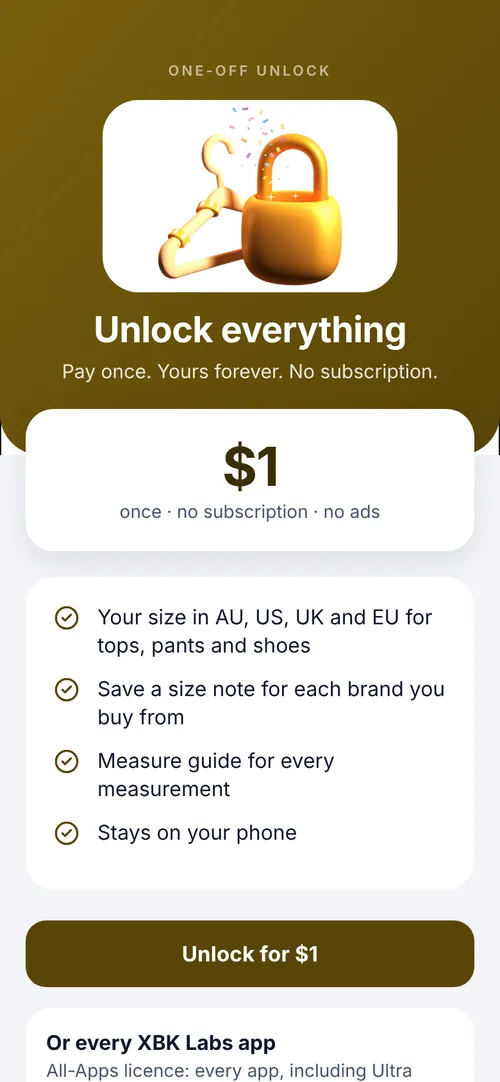 ONE-OFF UNLOCK
Unlock everything
Pay once. Yours forever. No subscription.
$1
once · no subscription · no ads
Your size in AU, US, UK and EU for
tops, pants and shoes
Save a size note for each brand you
buy from
Measure guide for every
measurement
Stays on your phone
Unlock for $1
Or every XBK Labs app
All-Apps licence: every app, including Ultra